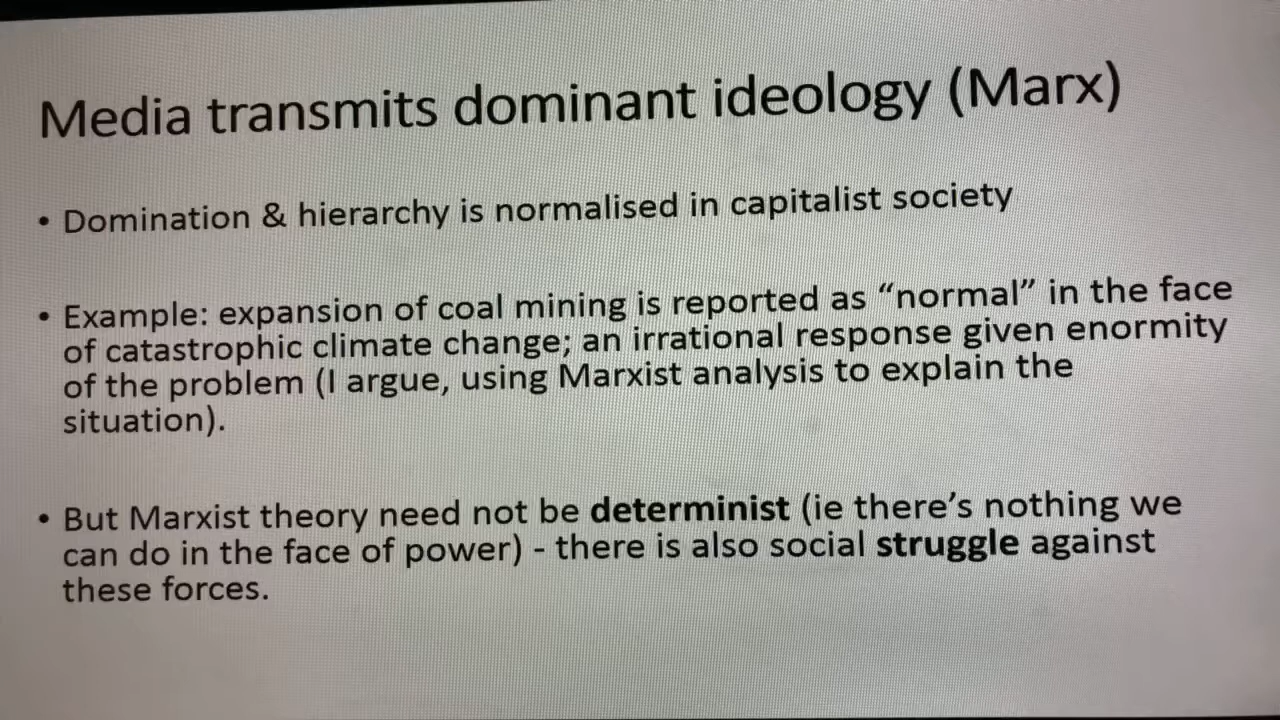 Media transmits dominant ideology (Marx)
• Domination & hierarchy is normalised in capitalist society
• Example: expansion of coal mining is reported as “normal” in the face
of catastrophic climate change; an irrational response given enormity
of the problem (I argue, using Marxist analysis to explain the
situation).
• But Marxist theory need not be determinist (ie there’s nothing we
can do in the face of power) - there is also social struggle against
these forces.